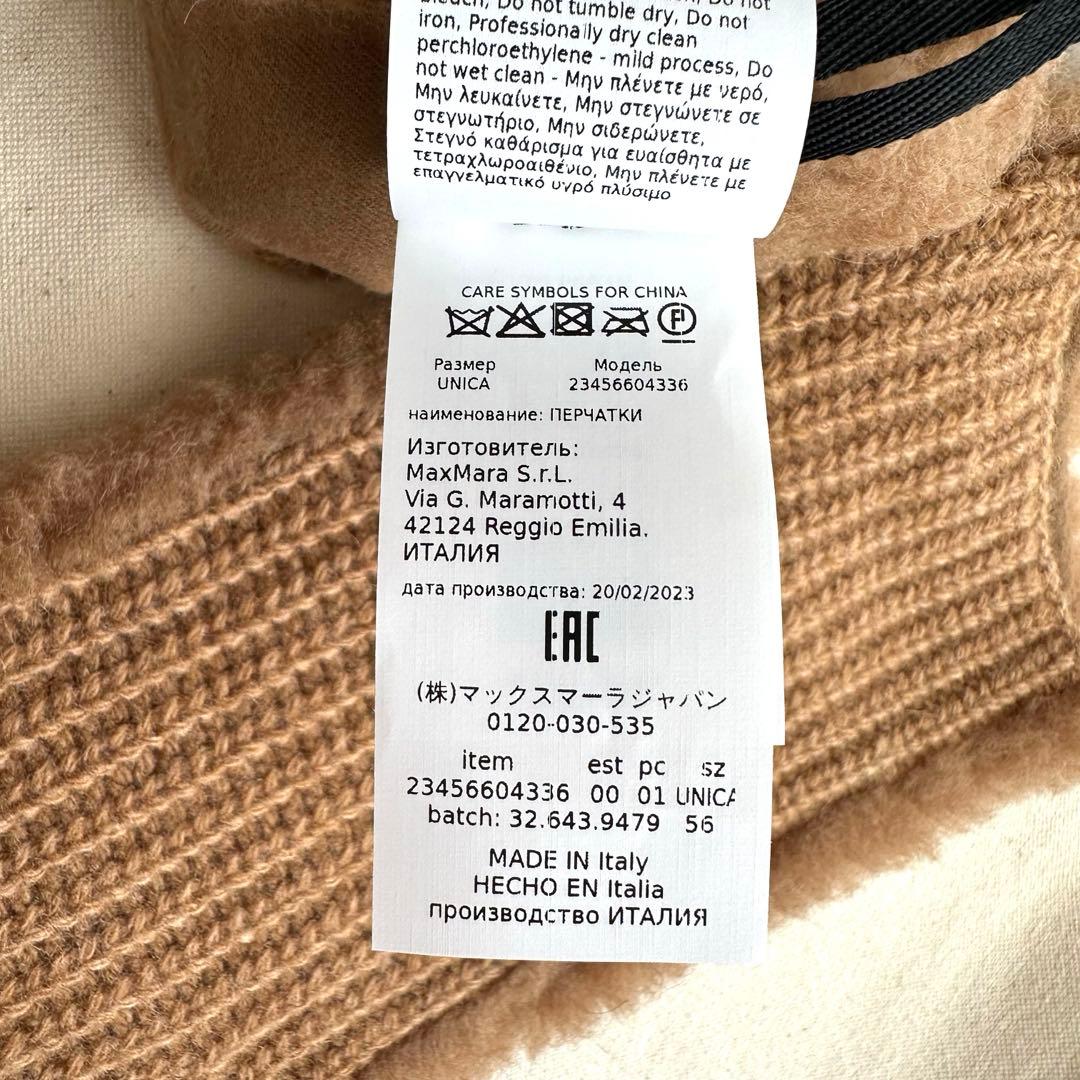 Do not
bleach, Do not tumble dry, Do not
iron, Professionally dry clean
perchloroethylene - mild process, Do
not wet clean - Μην πλένετε με νερό,
Μην λευκαίνετε, Μην στεγνώνετε σε
στεγνωτήριο, Μην σιδερώνετε,
Στεγνό καθάρισμα για ευαίσθητα με
τετραχλωροαιθένιο, Μην πλένετε με
επαγγελματικό υγρό πλύσιμο
CARE SYMBOLS FOR CHINA
F
Размер Модель
UNICA 23456604336
наименование: ПЕРЧАТКИ
Изготовитель:
MaxMara S.r.L.
Via G. Maramotti, 4
42124 Reggio Emilia.
ИТАЛИЯ
дата производства: 20/02/2023
EAC
(株)マックスマーラジャパン
0120-030-535
item est pc sz
23456604336 00 01 UNICA
batch: 32.643.9479 56
MADE IN Italy
HECHO EN Italia
производство ИТАЛИЯ